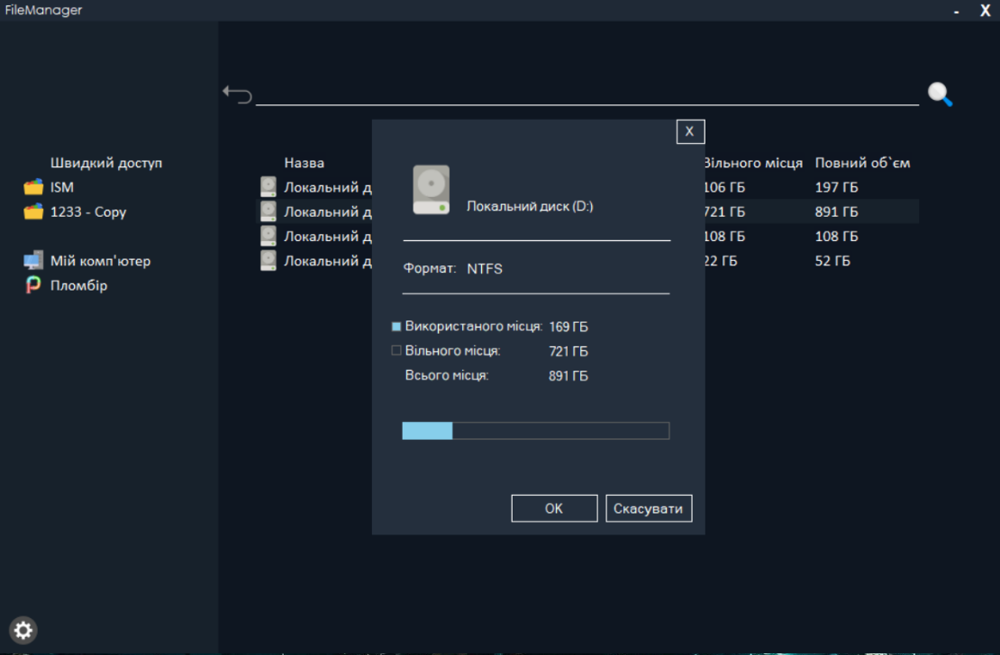 FileManager
- X
X
Швидкий доступ
Назва
Вільного місця Повний об`єм
ISM
Локальний д
106 ГБ 197 ГБ
1233 - Copy
Локальний д
Локальний диск (D:)
721 ГБ 891 ГБ
Локальний д
108 ГБ 108 ГБ
Мій комп'ютер
Локальний д
22 ГБ 52 ГБ
Пломбір
Формат: NTFS
Використаного місця: 169 ГБ
Вільного місця: 721 ГБ
Всього місця: 891 ГБ
OK Скасувати